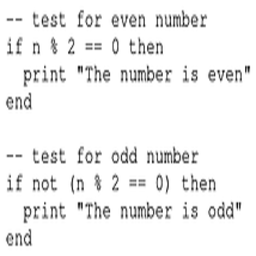 -- test for even number
if n % 2 == 0 then
  print "The number is even"
end

-- test for odd number
if not (n % 2 == 0) then
  print "The number is odd"
end